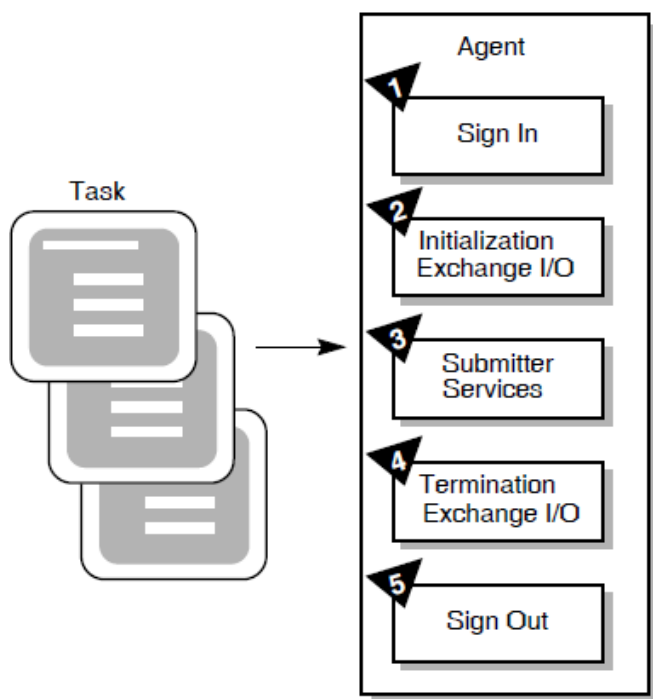 Agent
1
Sign In
Task
2
Initialization
Exchange I/O
3
Submitter
Services
4
Termination
Exchange I/O
5
Sign Out